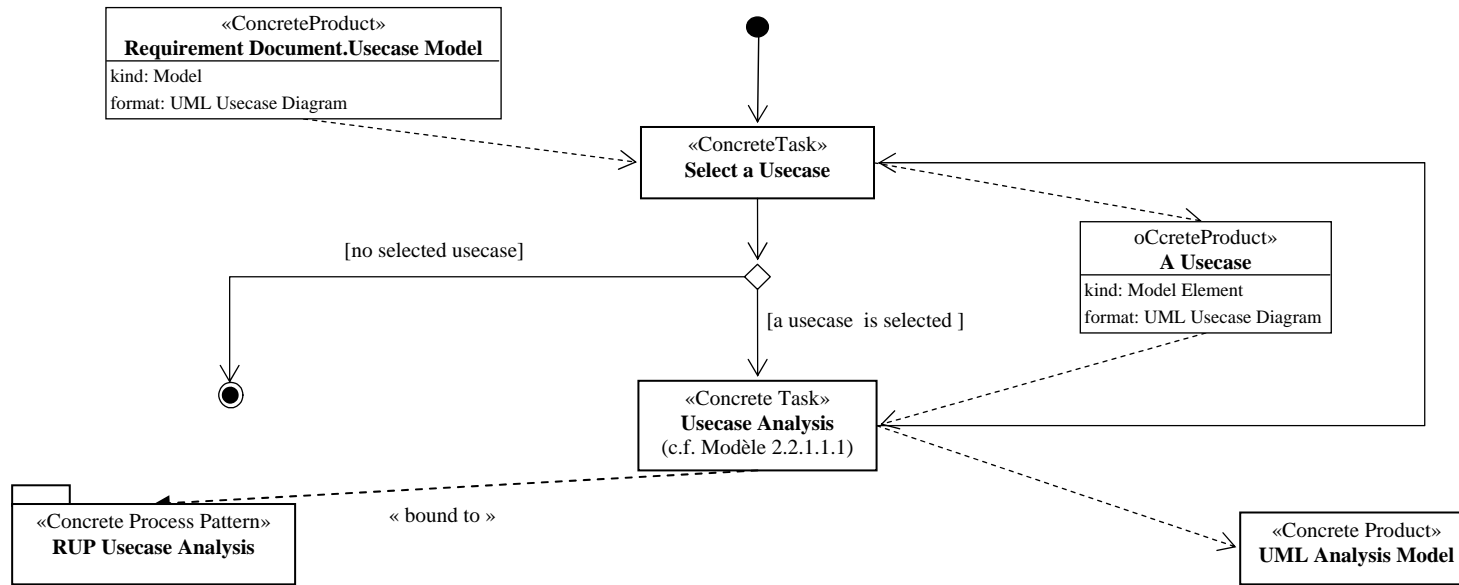 «ConcreteProduct»
Requirement Document.Usecase Model
kind: Model
format: UML Usecase Diagram
«ConcreteTask»
Select a Usecase
[no selected usecase]
oCcreteProduct»
A Usecase
kind: Model Element
format: UML Usecase Diagram
[a usecase  is selected ]
«Concrete Task»
Usecase Analysis
(c.f. Modèle 2.2.1.1.1)
« bound to »
«Concrete Process Pattern»
RUP Usecase Analysis
«Concrete Product»
UML Analysis Model